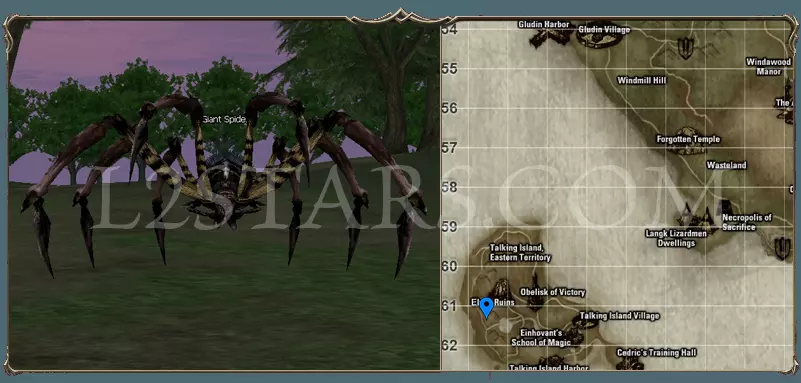 Giant Spide
L2STARS.COM
54
55
56
57
58
59
60
61
62
Gludin Harbor
Gludin Village
Windawood
Manor
Windmill Hill
The
Forgotten Temple
Wasteland
Necropolis of
Sacrifice
Langk Lizardmen
Dwellings
Talking Island,
Eastern Territory
Obelisk of Victory
El Ruins
Talking Island Village
Einhovant's
School of Magic
Cedric's Training Hall
Talking Island Harbor